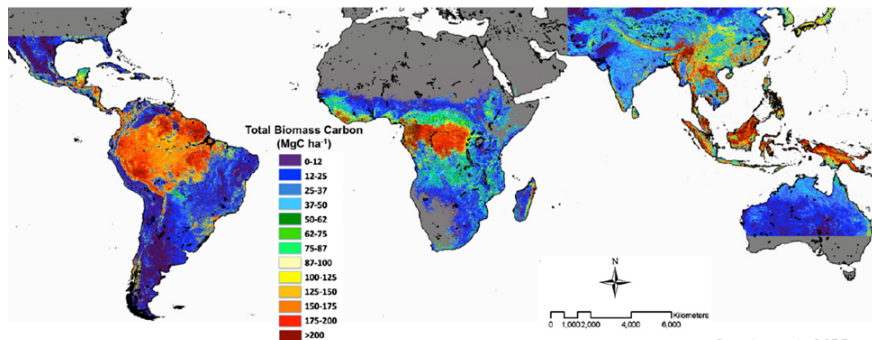 Total Biomass Carbon
(MgC ha⁻¹)
0-12
12-25
25-37
37-50
50-62
62-75
75-87
87-100
100-125
125-150
150-175
175-200
>200
N
Kilometers
0 1,000 2,000 4,000 6,000